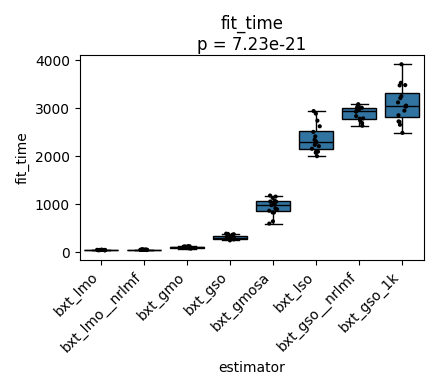 fit_time
p = 7.23e-21
fit_time
4000
3000
2000
1000
0
bxt_lmo
bxt_lmo__nrlmf
bxt_gmo
bxt_gso
bxt_gmosa
bxt_lso
bxt_gso__nrlmf
bxt_gso_1k
estimator